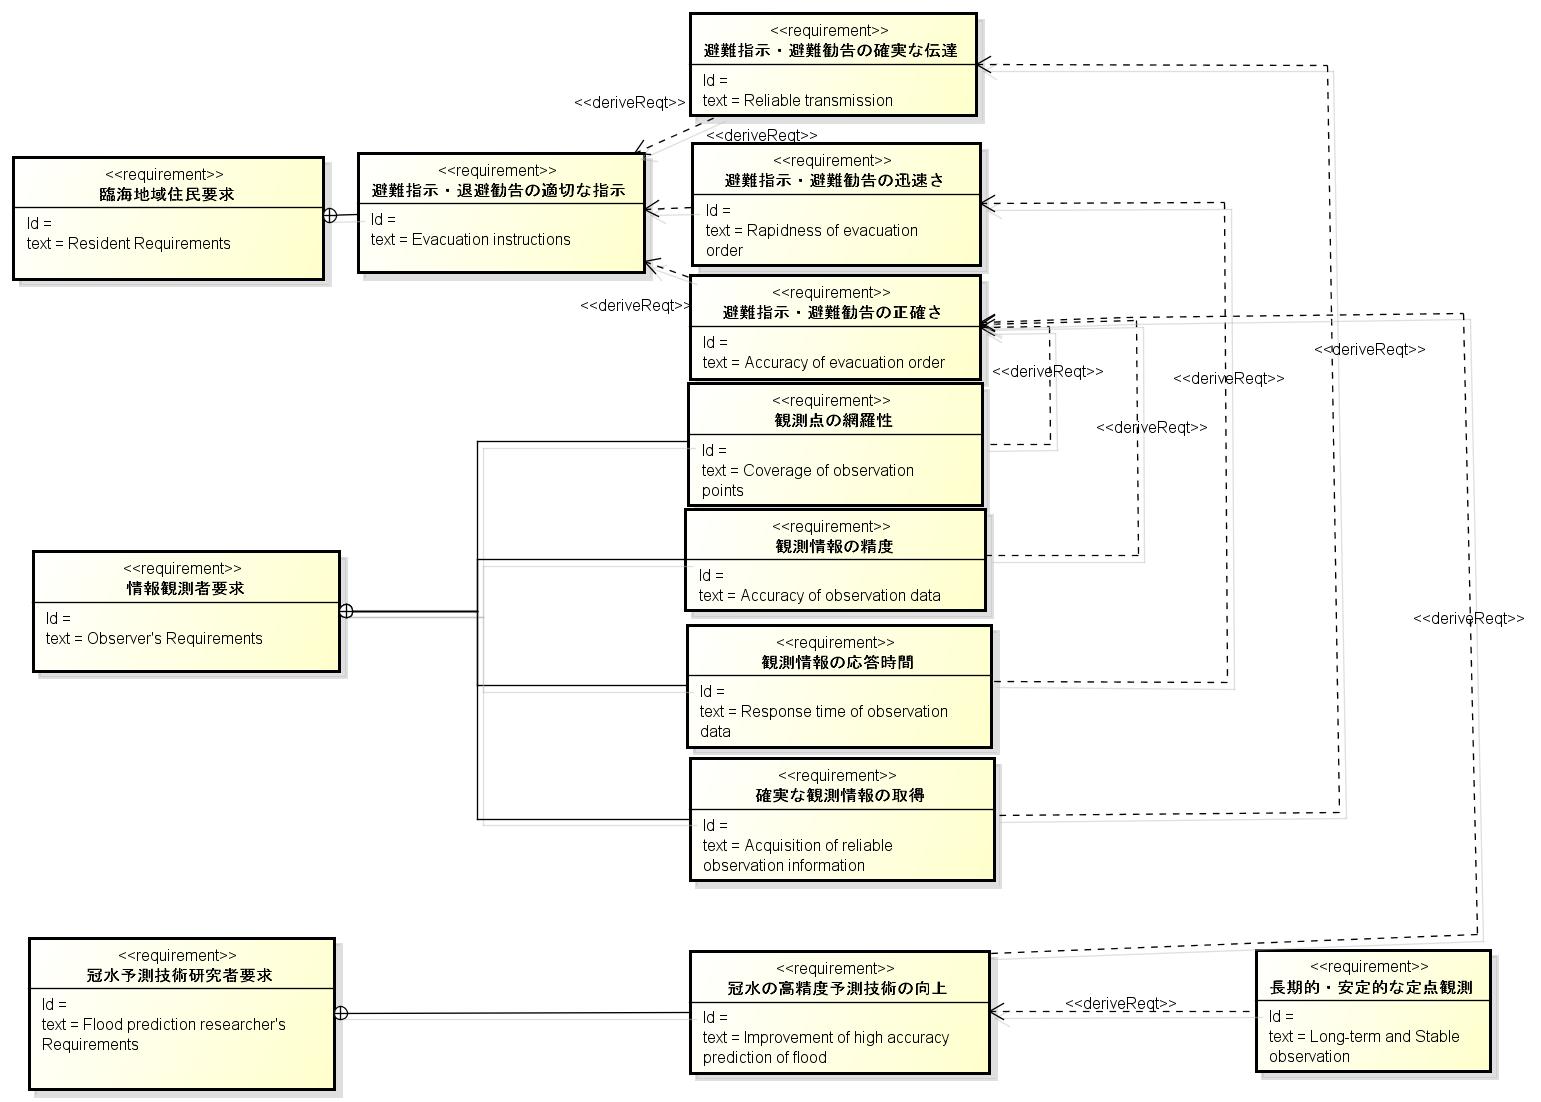 <<requirement>>
避難指示・避難勧告の確実な伝達
Id =
text = Reliable transmission
<<deriveReqt>>
<<deriveReqt>>
<<requirement>>
臨海地域住民要求
Id =
text = Resident Requirements
<<requirement>>
避難指示・退避勧告の適切な指示
Id =
text = Evacuation instructions
<<requirement>>
避難指示・避難勧告の迅速さ
Id =
text = Rapidness of evacuation
order
<<deriveReqt>>
<<requirement>>
避難指示・避難勧告の正確さ
Id =
text = Accuracy of evacuation order
<<deriveReqt>>
<<deriveReqt>>
<<deriveReqt>>
<<deriveReqt>>
<<requirement>>
観測点の網羅性
Id =
text = Coverage of observation
points
<<requirement>>
観測情報の精度
Id =
text = Accuracy of observation data
<<requirement>>
情報観測者要求
Id =
text = Observer's Requirements
<<deriveReqt>>
<<requirement>>
観測情報の応答時間
Id =
text = Response time of observation
data
<<requirement>>
確実な観測情報の取得
Id =
text = Acquisition of reliable
observation information
<<requirement>>
冠水予測技術研究者要求
Id =
text = Flood prediction researcher's
Requirements
<<requirement>>
冠水の高精度予測技術の向上
Id =
text = Improvement of high accuracy
prediction of flood
<<deriveReqt>>
<<requirement>>
長期的・安定的な定点観測
Id =
text = Long-term and Stable
observation